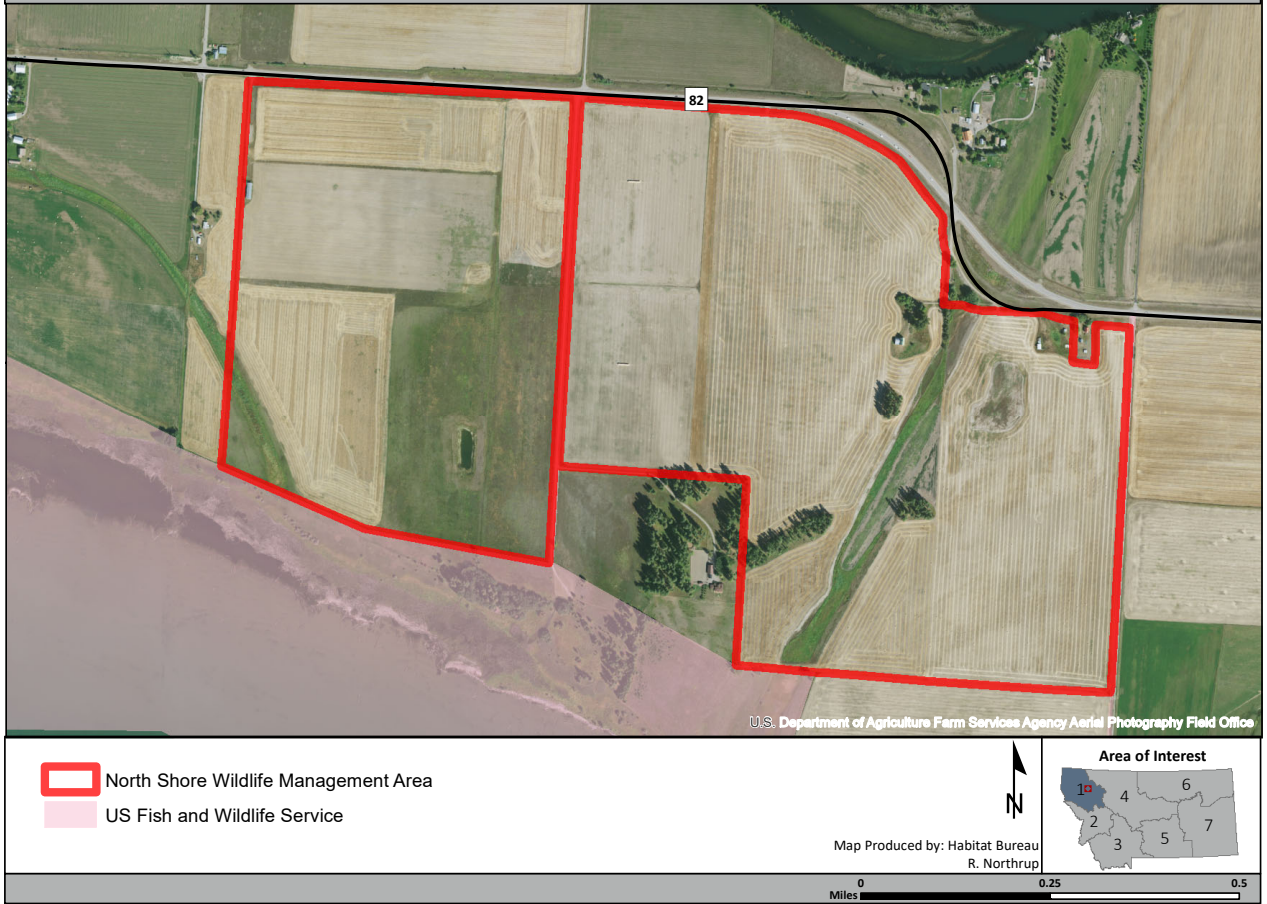 82
U.S. Department of Agriculture Farm Services Agency Aerial Photography Field Office
North Shore Wildlife Management Area
US Fish and Wildlife Service
N
Map Produced by: Habitat Bureau
R. Northrup
Area of Interest
1
4
6
2
7
3
5
0
0.25
0.5
Miles